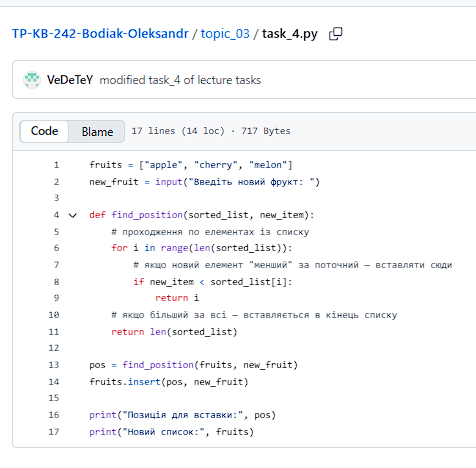 TP-KB-242-Bodiak-Oleksandr / topic_03 / task_4.py
VeDeTeY modified task_4 of lecture tasks
Code Blame 17 lines (14 loc) · 717 Bytes
1 fruits = ["apple", "cherry", "melon"]
2 new_fruit = input("Введіть новий фрукт: ")
3
4 def find_position(sorted_list, new_item):
5 # проходження по елементах із списку
6 for i in range(len(sorted_list)):
7 # якщо новий елемент "менший" за поточний — вставляти сюди
8 if new_item < sorted_list[i]:
9 return i
10 # якщо більший за всі — вставляється в кінець списку
11 return len(sorted_list)
12
13 pos = find_position(fruits, new_fruit)
14 fruits.insert(pos, new_fruit)
15
16 print("Позиція для вставки:", pos)
17 print("Новий список:", fruits)